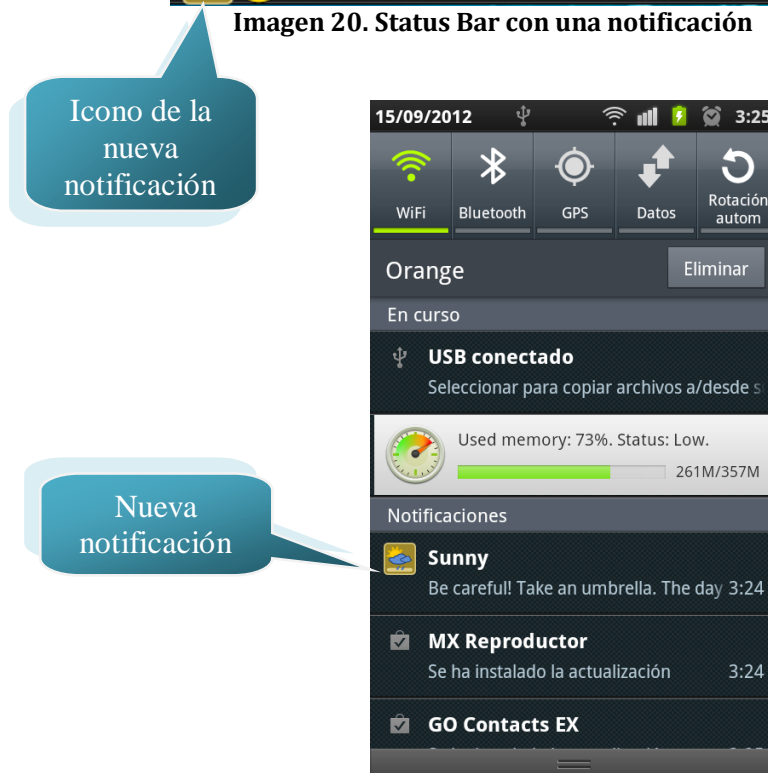 Imagen 20. Status Bar con una notificación
Icono de la
nueva
notificación
15/09/2012 3:25
WiFi Bluetooth GPS Datos Rotación
autom
Orange Eliminar
En curso
USB conectado
Seleccionar para copiar archivos a/desde
Used memory: 73%. Status: Low.
261M/357M
Nueva
notificación
Notificaciones
Sunny
Be careful! Take an umbrella. The day 3:24
MX Reproductor
Se ha instalado la actualización 3:24
GO Contacts EX